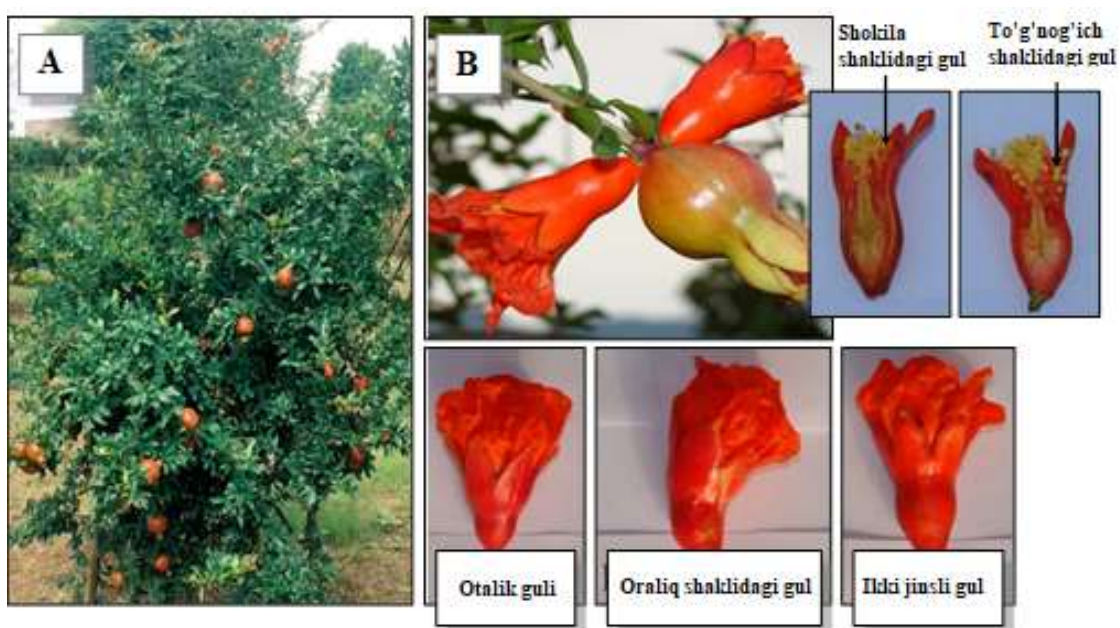 A
B
Shokila
shaklidagi gul
To'g'nog'ich
shaklidagi gul
Otalik guli
Oraliq shaklidagi gul
Ikki jinsli gul